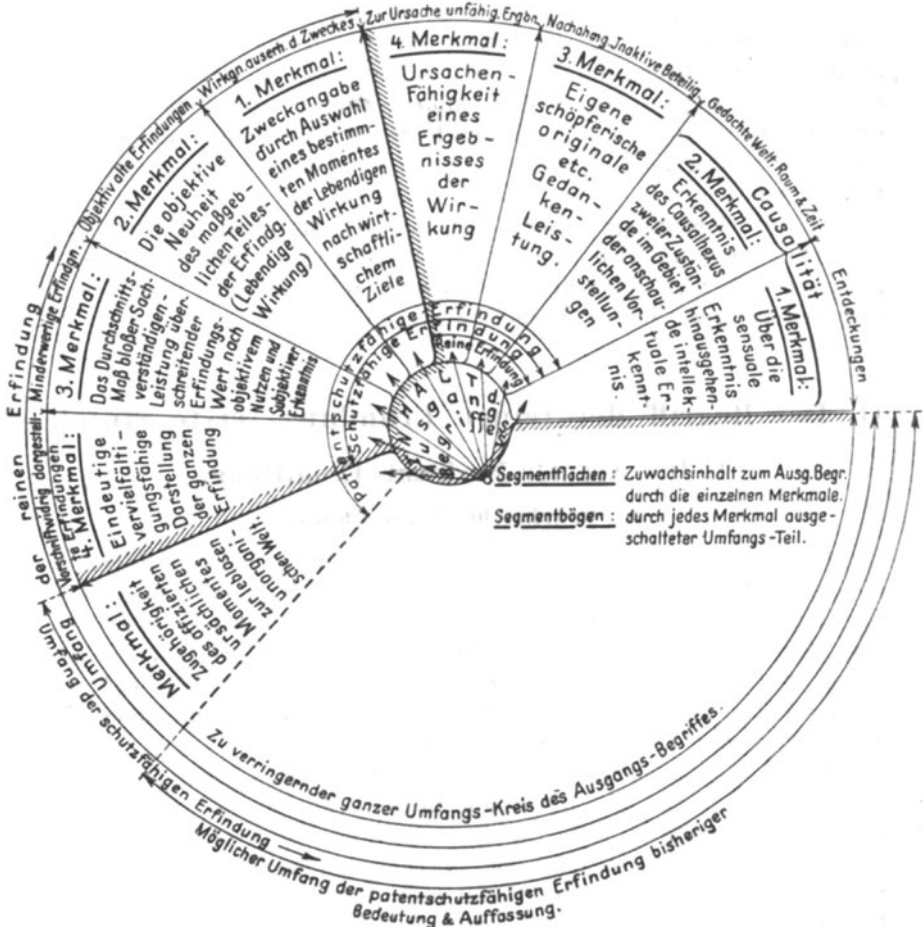 Zur Ursache unfähig. Ergbn.
Nachahmg. Jnaktive Beteilig.
Gedachte Welt. Raum & Zeit
Entdeckungen
Wirkgn. auserh. d. Zweckes.
Objektiv alte Erfindungen
Minderwertige Erfindgn.
Vorschriftwidrig dargestell-
te Erfindungen
Causalität
1. Merkmal:
Über die
sensuale
Erkenntnis
hinausgehen-
de intellek-
tuale Er-
kennt-
nis.
2. Merkmal:
Erkenntnis
des Causalhexus
zweier Zustän-
de im Gebiet
der anschau-
lichen Vor-
stellun-
gen
3. Merkmal:
Eigene
schöpferische
originale
etc.
Gedan-
ken-
Leis-
tung.
4. Merkmal:
Ursachen-
Fähigkeit
eines
Ergeb-
nisses
der
Wir-
kung
1. Merkmal:
Zweckangabe
durch Auswahl
eines bestimm-
ten Momentes
der Lebendigen
Wirkung
nach wirt-
schaftli-
chem
Ziele
2. Merkmal:
Die objektive
Neuheit
des maßgeb-
lichen Teiles
der Erfindg.
(Lebendige
Wirkung)
3. Merkmal:
Das Durchschnitts-
Maß bloßer Sach-
verständigen-
Leistung über-
schreitender
Erfindungs-
Wert nach
objektivem
Nutzen und
Subjektiver
Erkenntnis
4. Merkmal:
Eindeutige
vervielfälti-
gungsfähige
Darstellung
der ganzen
Erfindung
Merkmal:
Zugehörigkeit
des offizierten
ursächlichen
Momentes
zur leblosen
unorgani-
schen Welt.
Patentschutzfähige Erfindung
Schutzfähige Erfindung
Reine Erfindung
Segmentflächen: Zuwachsinhalt zum Ausg. Begr.
durch die einzelnen Merkmale.
Segmentbögen: durch jedes Merkmal ausge-
schalteter Umfangs-Teil.
Zu verringernder ganzer Umfangs-Kreis des Ausgangs-Begriffes.
Umfang der reinen Erfindung
Umfang der schutzfähigen Erfindung
Möglicher Umfang der patentschutzfähigen Erfindung bisheriger
Bedeutung & Auffassung.